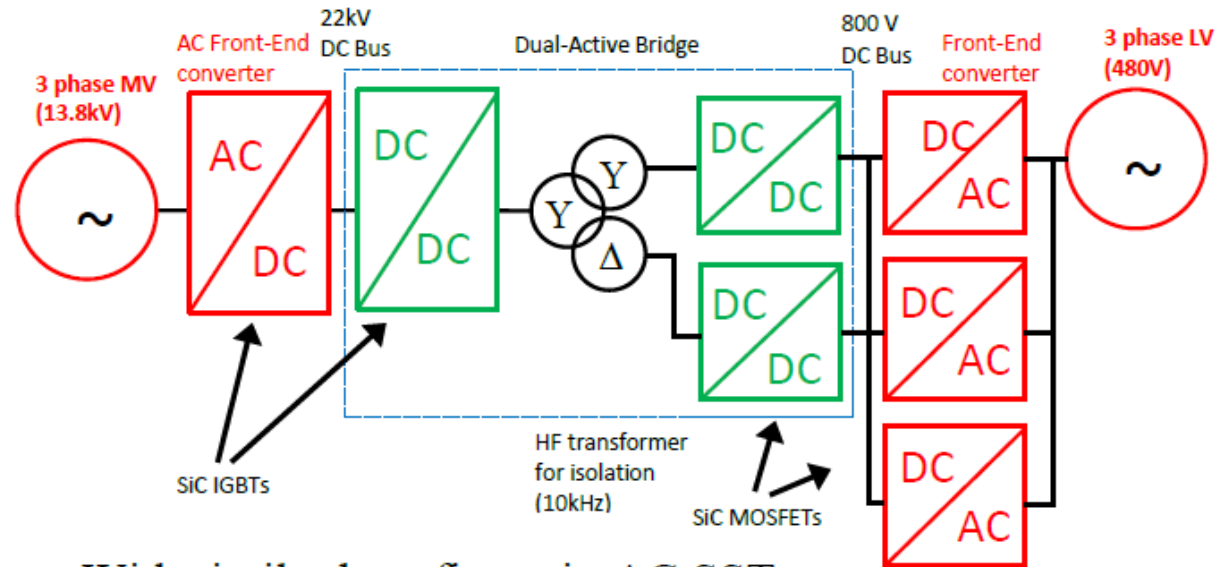 22kV
DC Bus
AC Front-End
converter
Dual-Active Bridge
800 V
DC Bus
Front-End
converter
3 phase LV
(480V)
3 phase MV
(13.8kV)
~
AC
DC
DC
DC
Y
Y
Δ
DC
DC
DC
DC
DC
AC
DC
AC
DC
AC
~
SiC IGBTs
HF transformer
for isolation
(10kHz)
SiC MOSFETs